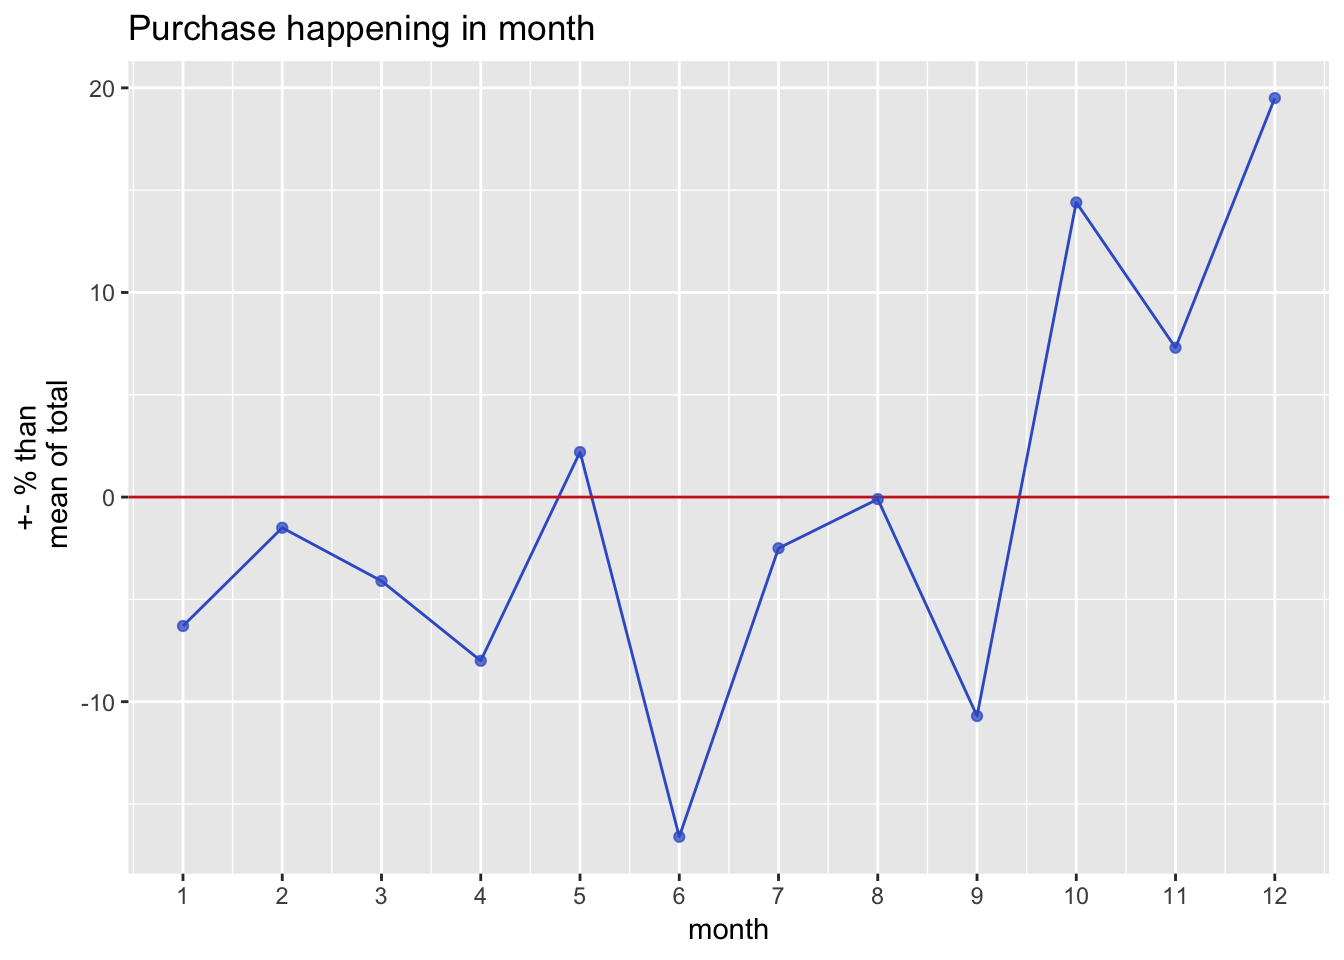 Purchase happening in month
20
10
0
-10
+- % than
mean of total
1 2 3 4 5 6 7 8 9 10 11 12
month